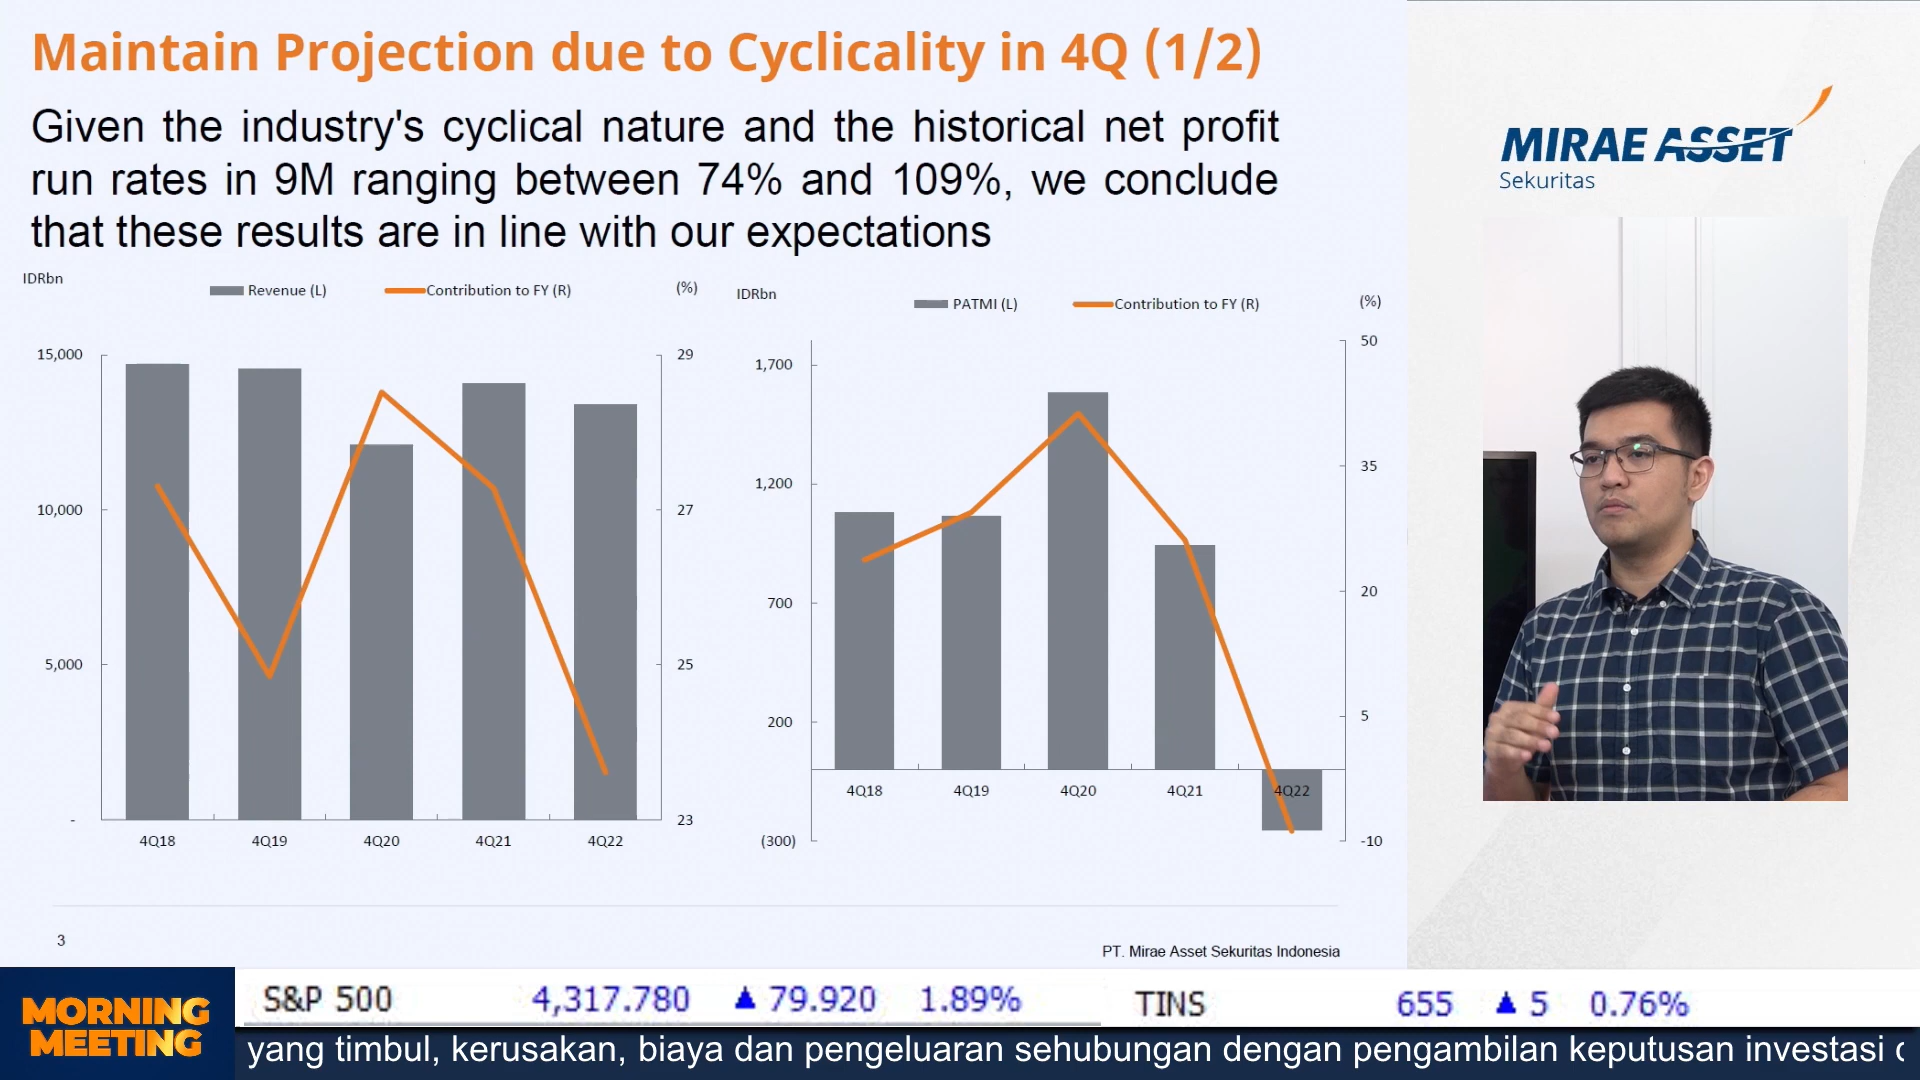 Maintain Projection due to Cyclicality in 4Q (1/2)
Given the industry's cyclical nature and the historical net profit
run rates in 9M ranging between 74% and 109%, we conclude
that these results are in line with our expectations
IDRbn
Revenue (L)
Contribution to FY (R)
(%)
15,000
10,000
5,000
-
29
27
25
23
4Q18 4Q19 4Q20 4Q21 4Q22
IDRbn
PATMI (L)
Contribution to FY (R)
(%)
1,700
1,200
700
200
(300)
50
35
20
5
-10
4Q18 4Q19 4Q20 4Q21 4Q22
3
PT. Mirae Asset Sekuritas Indonesia
MIRAE ASSET
Sekuritas
MORNING
MEETING
S&P 500 4,317.780 ▲ 79.920 1.89%
TINS 655 ▲ 5 0.76%
yang timbul, kerusakan, biaya dan pengeluaran sehubungan dengan pengambilan keputusan investasi